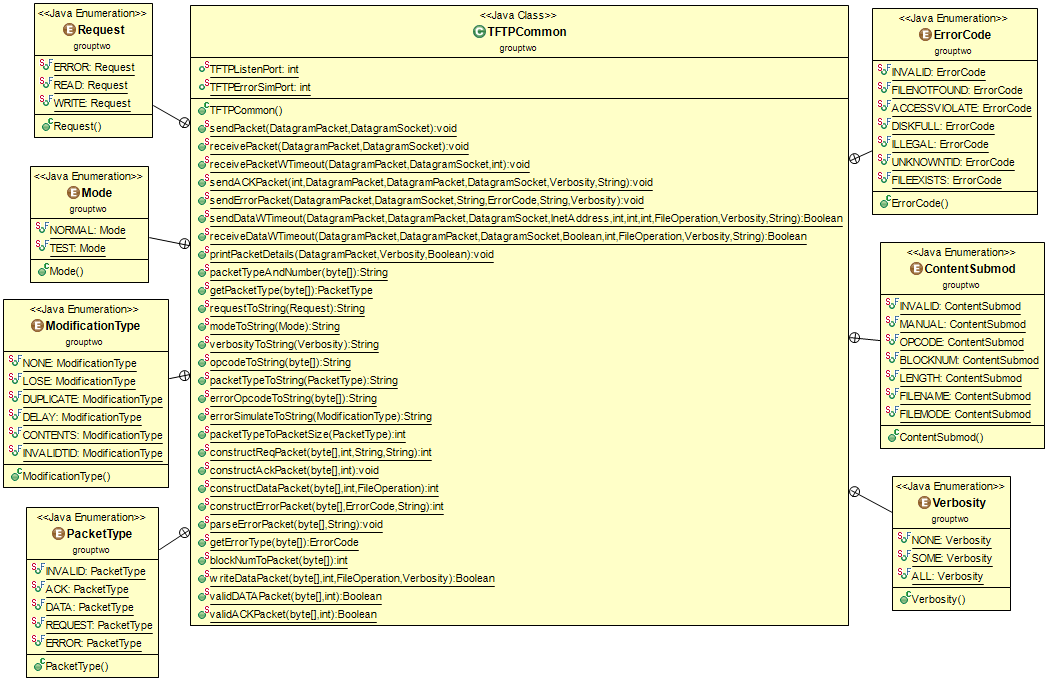 <<Java Enumeration>>
Request
grouptwo
ERROR: Request
READ: Request
WRITE: Request
Request()
<<Java Enumeration>>
Mode
grouptwo
NORMAL: Mode
TEST: Mode
Mode()
<<Java Enumeration>>
ModificationType
grouptwo
NONE: ModificationType
LOSE: ModificationType
DUPLICATE: ModificationType
DELAY: ModificationType
CONTENTS: ModificationType
INVALIDTID: ModificationType
ModificationType()
<<Java Enumeration>>
PacketType
grouptwo
INVALID: PacketType
ACK: PacketType
DATA: PacketType
REQUEST: PacketType
ERROR: PacketType
PacketType()
<<Java Class>>
TFTPCommon
grouptwo
TFTPListenPort: int
TFTPErrorSimPort: int
TFTPCommon()
sendPacket(DatagramPacket,DatagramSocket):void
receivePacket(DatagramPacket,DatagramSocket):void
receivePacketWTimeout(DatagramPacket,DatagramSocket,int):void
sendACKPacket(int,DatagramPacket,DatagramPacket,DatagramSocket,Verbosity,String):void
sendErrorPacket(DatagramPacket,DatagramSocket,String,ErrorCode,String,Verbosity):void
sendDataWTimeout(DatagramPacket,DatagramPacket,DatagramSocket,InetAddress,int,int,int,FileOperation,Verbosity,String):Boolean
receiveDataWTimeout(DatagramPacket,DatagramPacket,DatagramSocket,Boolean,int,FileOperation,Verbosity,String):Boolean
printPacketDetails(DatagramPacket,Verbosity,Boolean):void
packetTypeAndNumber(byte[]):String
getPacketType(byte[]):PacketType
requestToString(Request):String
modeToString(Mode):String
verbosityToString(Verbosity):String
opcodeToString(byte[]):String
packetTypeToString(PacketType):String
errorOpcodeToString(byte[]):String
errorSimulateToString(ModificationType):String
packetTypeToPacketSize(PacketType):int
constructReqPacket(byte[],int,String,String):int
constructAckPacket(byte[],int):void
constructDataPacket(byte[],int,FileOperation):int
constructErrorPacket(byte[],ErrorCode,String):int
parseErrorPacket(byte[],String):void
getErrorType(byte[]):ErrorCode
blockNumToPacket(byte[]):int
writeDataPacket(byte[],int,FileOperation,Verbosity):Boolean
validDATAPacket(byte[],int):Boolean
validACKPacket(byte[],int):Boolean
<<Java Enumeration>>
ErrorCode
grouptwo
INVALID: ErrorCode
FILENOTFOUND: ErrorCode
ACCESSVIOLATE: ErrorCode
DISKFULL: ErrorCode
ILLEGAL: ErrorCode
UNKNOWNTID: ErrorCode
FILEEXISTS: ErrorCode
ErrorCode()
<<Java Enumeration>>
ContentSubmod
grouptwo
INVALID: ContentSubmod
MANUAL: ContentSubmod
OPCODE: ContentSubmod
BLOCKNUM: ContentSubmod
LENGTH: ContentSubmod
FILENAME: ContentSubmod
FILEMODE: ContentSubmod
ContentSubmod()
<<Java Enumeration>>
Verbosity
grouptwo
NONE: Verbosity
SOME: Verbosity
ALL: Verbosity
Verbosity()